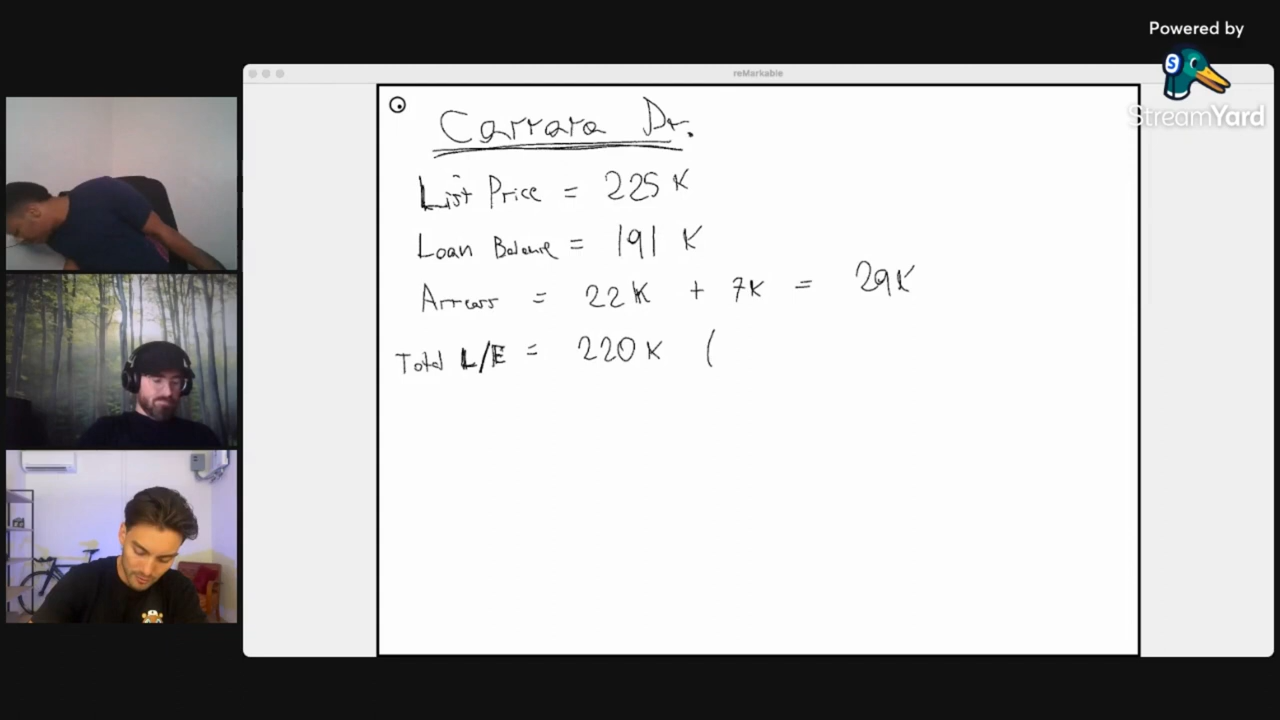 Powered by
StreamYard
reMarkable
Carrara Dr.
List Price = 225 K
Loan Balance = 191 K
Arrears = 22K + 7K = 29K
Total L/E = 220 K (